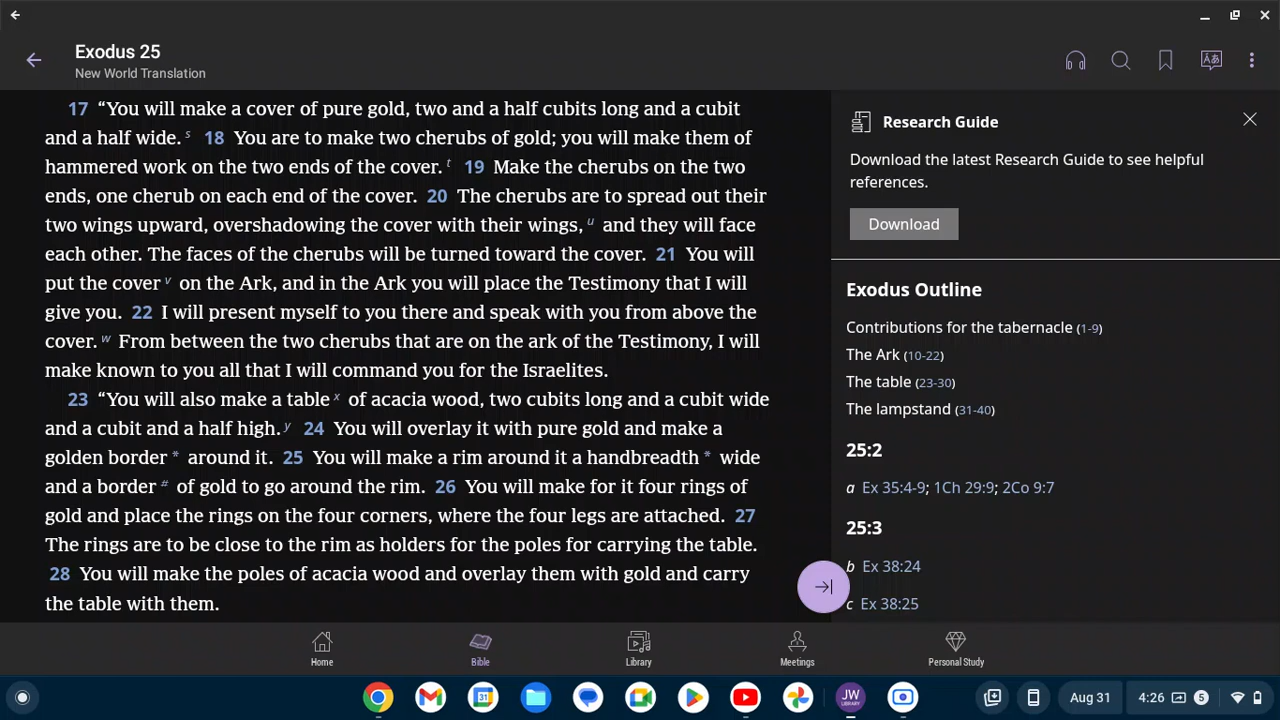 Exodus 25
New World Translation
17 “You will make a cover of pure gold, two and a half cubits long and a cubit
and a half wide. s 18 You are to make two cherubs of gold; you will make them of
hammered work on the two ends of the cover. t 19 Make the cherubs on the two
ends, one cherub on each end of the cover. 20 The cherubs are to spread out their
two wings upward, overshadowing the cover with their wings, u and they will face
each other. The faces of the cherubs will be turned toward the cover. 21 You will
put the cover v on the Ark, and in the Ark you will place the Testimony that I will
give you. 22 I will present myself to you there and speak with you from above the
cover. w From between the two cherubs that are on the ark of the Testimony, I will
make known to you all that I will command you for the Israelites.
23 “You will also make a table x of acacia wood, two cubits long and a cubit wide
and a cubit and a half high. y 24 You will overlay it with pure gold and make a
golden border * around it. 25 You will make a rim around it a handbreadth * wide
and a border # of gold to go around the rim. 26 You will make for it four rings of
gold and place the rings on the four corners, where the four legs are attached. 27
The rings are to be close to the rim as holders for the poles for carrying the table.
28 You will make the poles of acacia wood and overlay them with gold and carry
the table with them.
Research Guide
Download the latest Research Guide to see helpful
references.
Download
Exodus Outline
Contributions for the tabernacle (1-9)
The Ark (10-22)
The table (23-30)
The lampstand (31-40)
25:2
a Ex 35:4-9; 1Ch 29:9; 2Co 9:7
25:3
b Ex 38:24
c Ex 38:25
Home
Bible
Library
Meetings
Personal Study
31
JW
LIBRARY
Aug 31
4:26
5